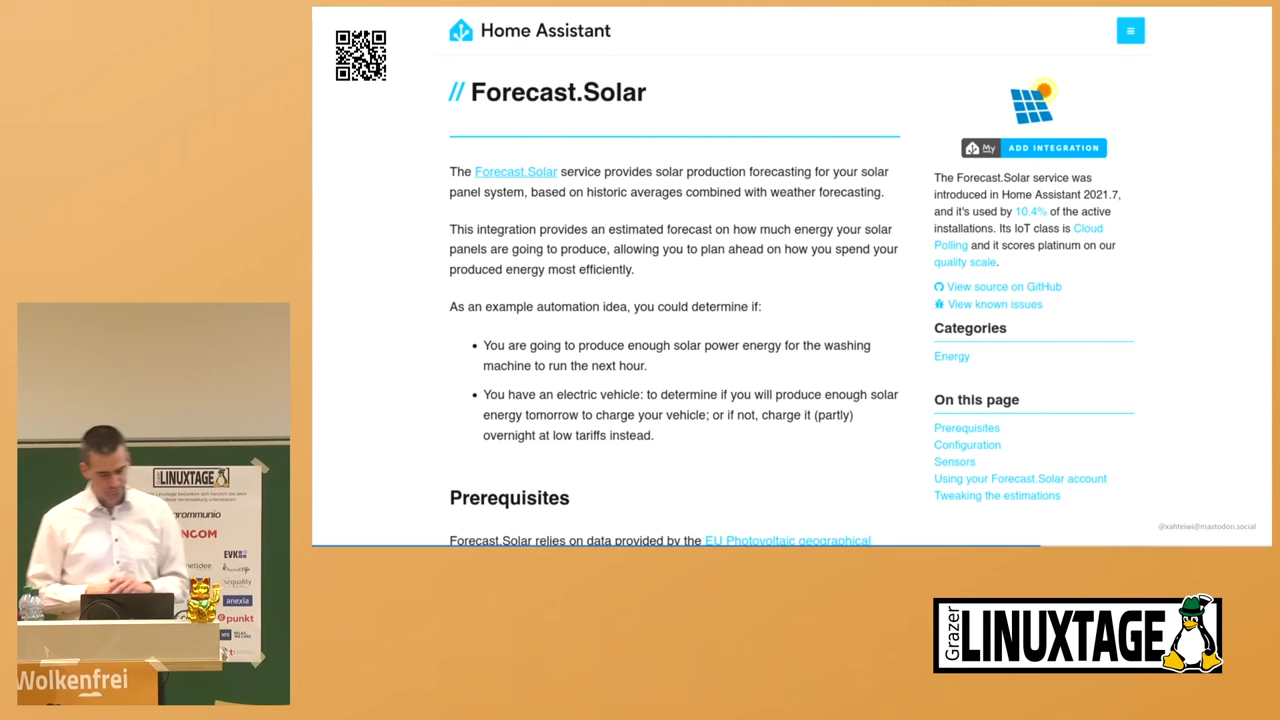 Home Assistant
// Forecast.Solar
The Forecast.Solar service provides solar production forecasting for your solar
panel system, based on historic averages combined with weather forecasting.
This integration provides an estimated forecast on how much energy your solar
panels are going to produce, allowing you to plan ahead on how you spend your
produced energy most efficiently.
As an example automation idea, you could determine if:
• You are going to produce enough solar power energy for the washing
machine to run the next hour.
• You have an electric vehicle: to determine if you will produce enough solar
energy tomorrow to charge your vehicle; or if not, charge it (partly)
overnight at low tariffs instead.
Prerequisites
Forecast.Solar relies on data provided by the EU Photovoltaic geographical
My ADD INTEGRATION
The Forecast.Solar service was
introduced in Home Assistant 2021.7,
and it's used by 10.4% of the active
installations. Its IoT class is Cloud
Polling and it scores platinum on our
quality scale.
View source on GitHub
View known issues
Categories
Energy
On this page
Prerequisites
Configuration
Sensors
Using your Forecast.Solar account
Tweaking the estimations
@xahteiwi@mastodon.social
LINUXTAGE
grommunio
EVK
netidee
sequality
anexia
punkt
Wolkenfrei
Grazer
LINUXTAGE